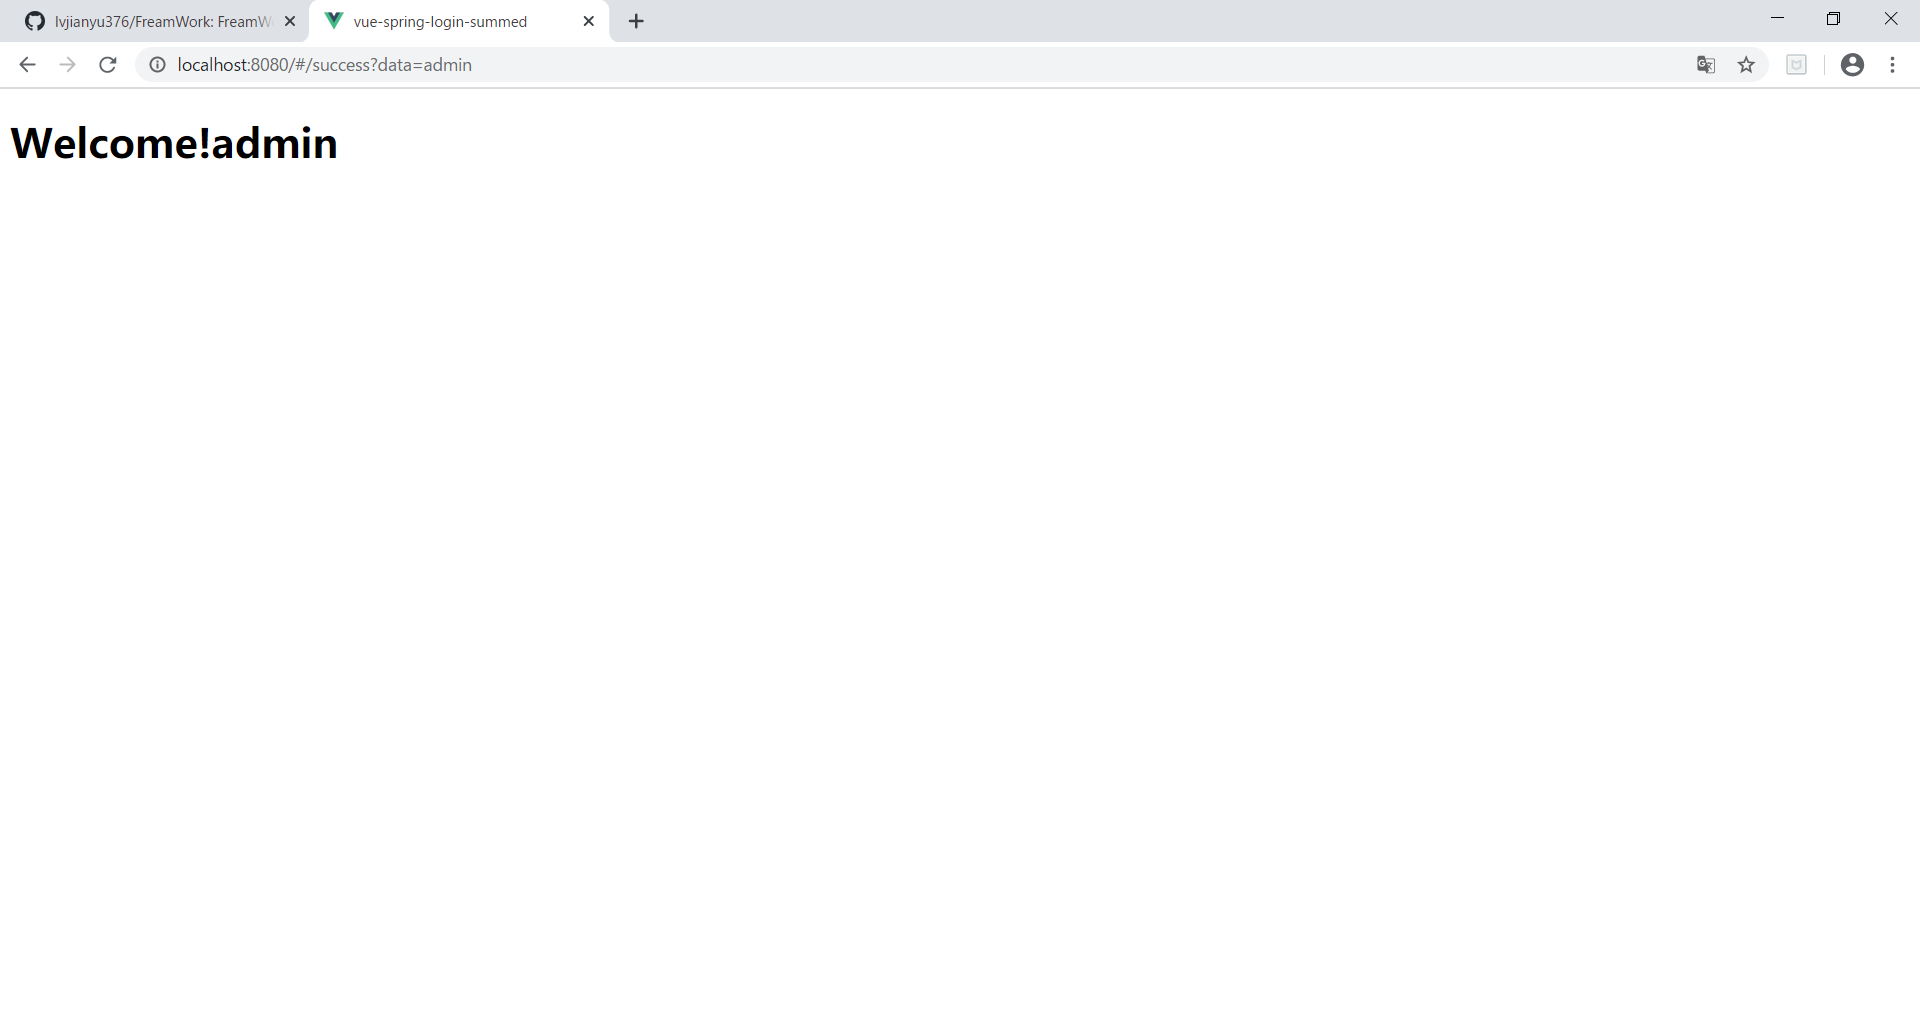 lvjianyu376/FreamWork: FreamW
vue-spring-login-summed
localhost:8080/#/success?data=admin
Welcome!admin